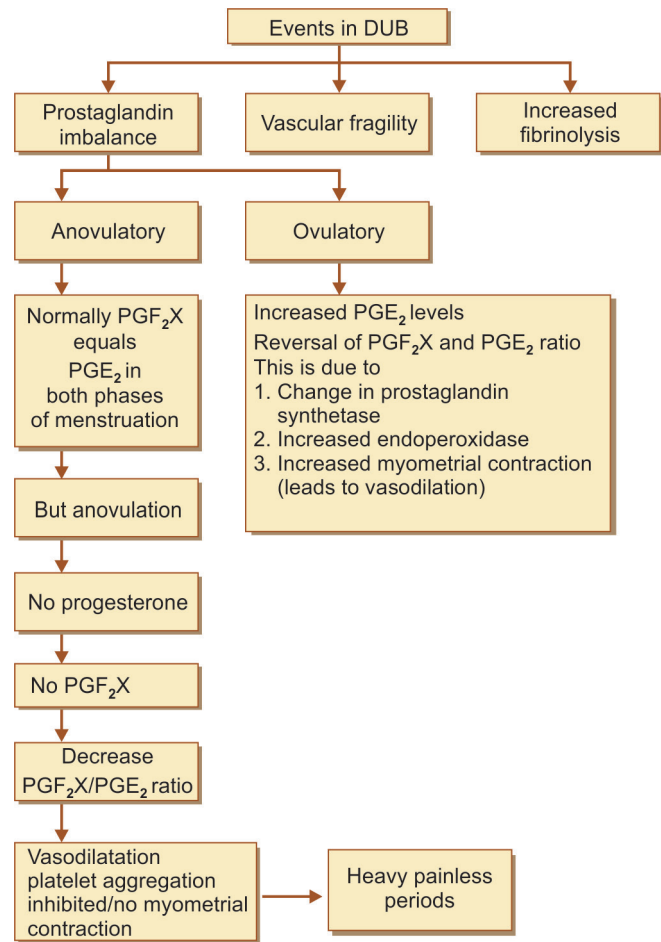 Events in DUB
Prostaglandin
imbalance
Vascular fragility
Increased
fibrinolysis
Anovulatory
Ovulatory
Normally PGF₂X
equals
PGE₂ in
both phases
of menstruation
Increased PGE₂ levels
Reversal of PGF₂X and PGE₂ ratio
This is due to
1. Change in prostaglandin
synthetase
2. Increased endoperoxidase
3. Increased myometrial contraction
(leads to vasodilation)
But anovulation
No progesterone
No PGF₂X
Decrease
PGF₂X/PGE₂ ratio
Vasodilatation
platelet aggregation
inhibited/no myometrial
contraction
Heavy painless
periods